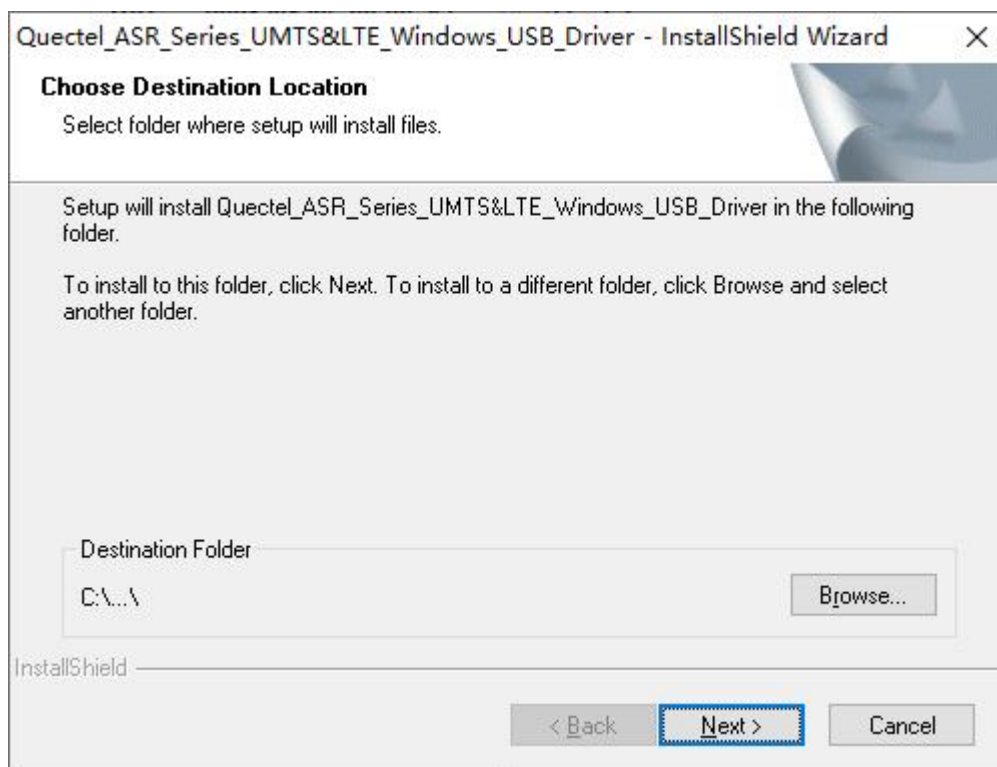 Quectel_ASR_Series_UMTS&LTE_Windows_USB_Driver - InstallShield Wizard
Choose Destination Location
Select folder where setup will install files.
Setup will install Quectel_ASR_Series_UMTS&LTE_Windows_USB_Driver in the following
folder.
To install to this folder, click Next. To install to a different folder, click Browse and select
another folder.
Destination Folder
C:\...\
Browse...
InstallShield
< Back
Next >
Cancel